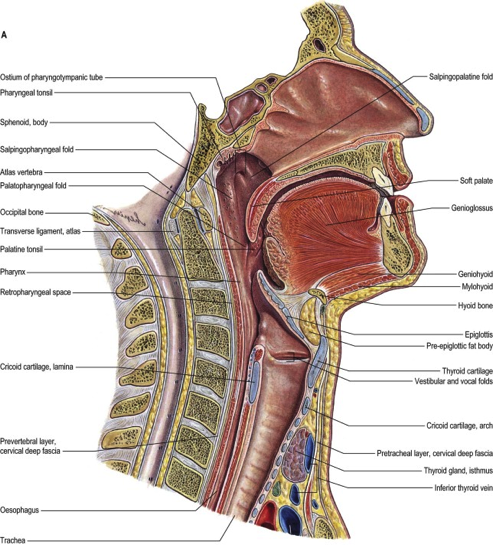 A
Ostium of pharyngotympanic tube
Pharyngeal tonsil
Sphenoid, body
Salpingopharyngeal fold
Atlas vertebra
Palatopharyngeal fold
Occipital bone
Transverse ligament, atlas
Palatine tonsil
Pharynx
Retropharyngeal space
Cricoid cartilage, lamina
Prevertebral layer,
cervical deep fascia
Oesophagus
Trachea
Salpingopalatine fold
Soft palate
Genioglossus
Geniohyoid
Mylohyoid
Hyoid bone
Epiglottis
Pre-epiglottic fat body
Thyroid cartilage
Vestibular and vocal folds
Cricoid cartilage, arch
Pretracheal layer, cervical deep fascia
Thyroid gland, isthmus
Inferior thyroid vein